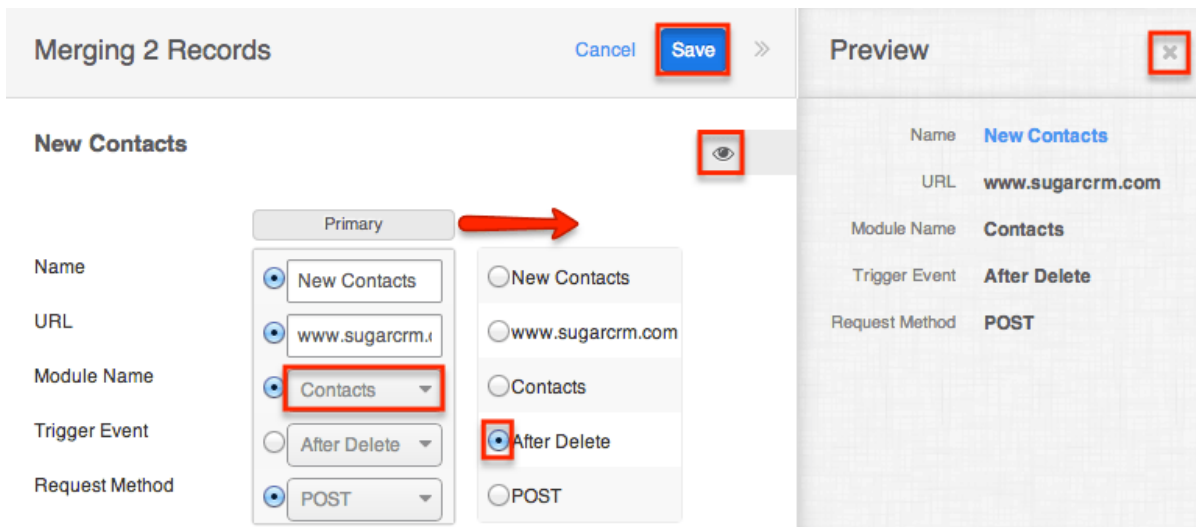 Merging 2 Records
Cancel
Save
»
Preview
×
New Contacts
Name New Contacts
URL www.sugarcrm.com
Module Name Contacts
Trigger Event After Delete
Request Method POST
Primary
Name New Contacts New Contacts
URL www.sugarcrm.c www.sugarcrm.com
Module Name Contacts Contacts
Trigger Event After Delete After Delete
Request Method POST POST